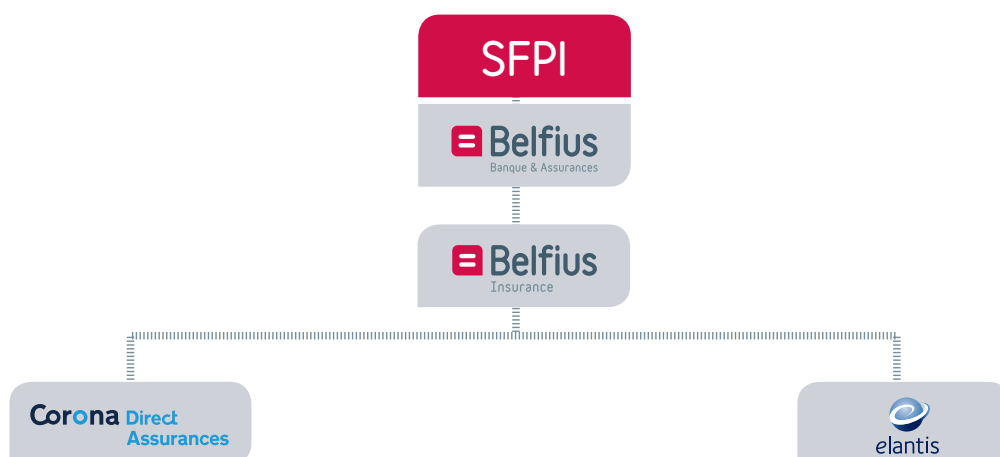 SFPI
Belfius
Banque & Assurances
Belfius
Insurance
Corona Direct
Assurances
elantis